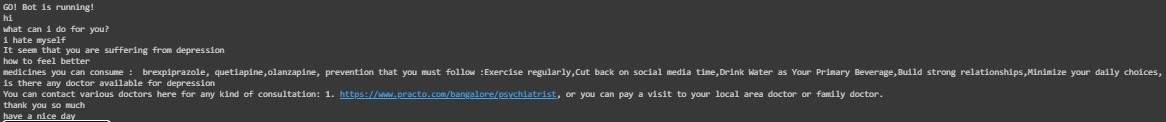 GO! Bot is running!
hi
what can i do for you?
i hate myself
It seem that you are suffering from depression
how to feel better
medicines you can consume :  brexpiprazole, quetiapine,olanzapine, prevention that you must follow :Exercise regularly,Cut back on social media time,Drink Water as Your Primary Beverage,Build strong relationships,Minimize your daily choices,
is there any doctor available for depression
You can contact various doctors here for any kind of consultation: 1. https://www.practo.com/bangalore/psychiatrist, or you can pay a visit to your local area doctor or family doctor.
thank you so much
have a nice day